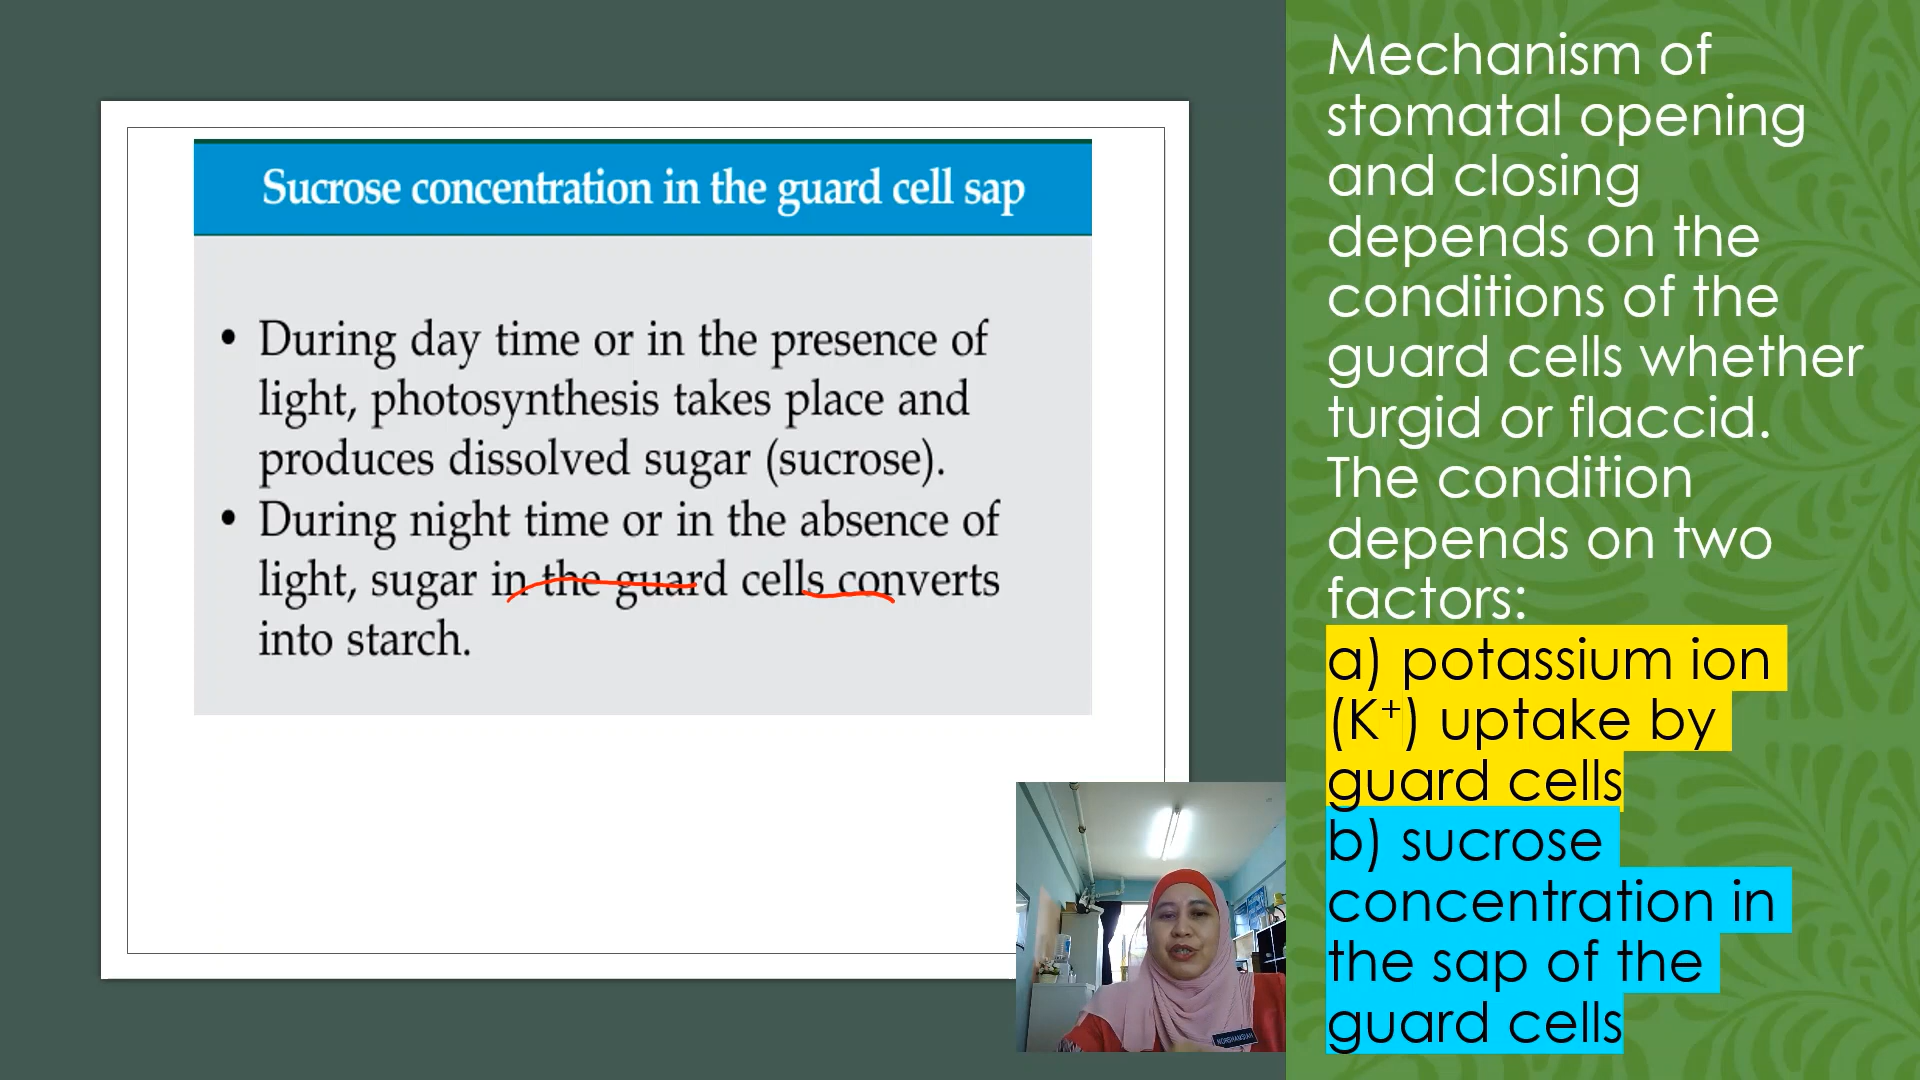 Sucrose concentration in the guard cell sap
• During day time or in the presence of
light, photosynthesis takes place and
produces dissolved sugar (sucrose).
• During night time or in the absence of
light, sugar in the guard cells converts
into starch.
Mechanism of
stomatal opening
and closing
depends on the
conditions of the
guard cells whether
turgid or flaccid.
The condition
depends on two
factors:
a) potassium ion
(K⁺) uptake by
guard cells
b) sucrose
concentration in
the sap of the
guard cells